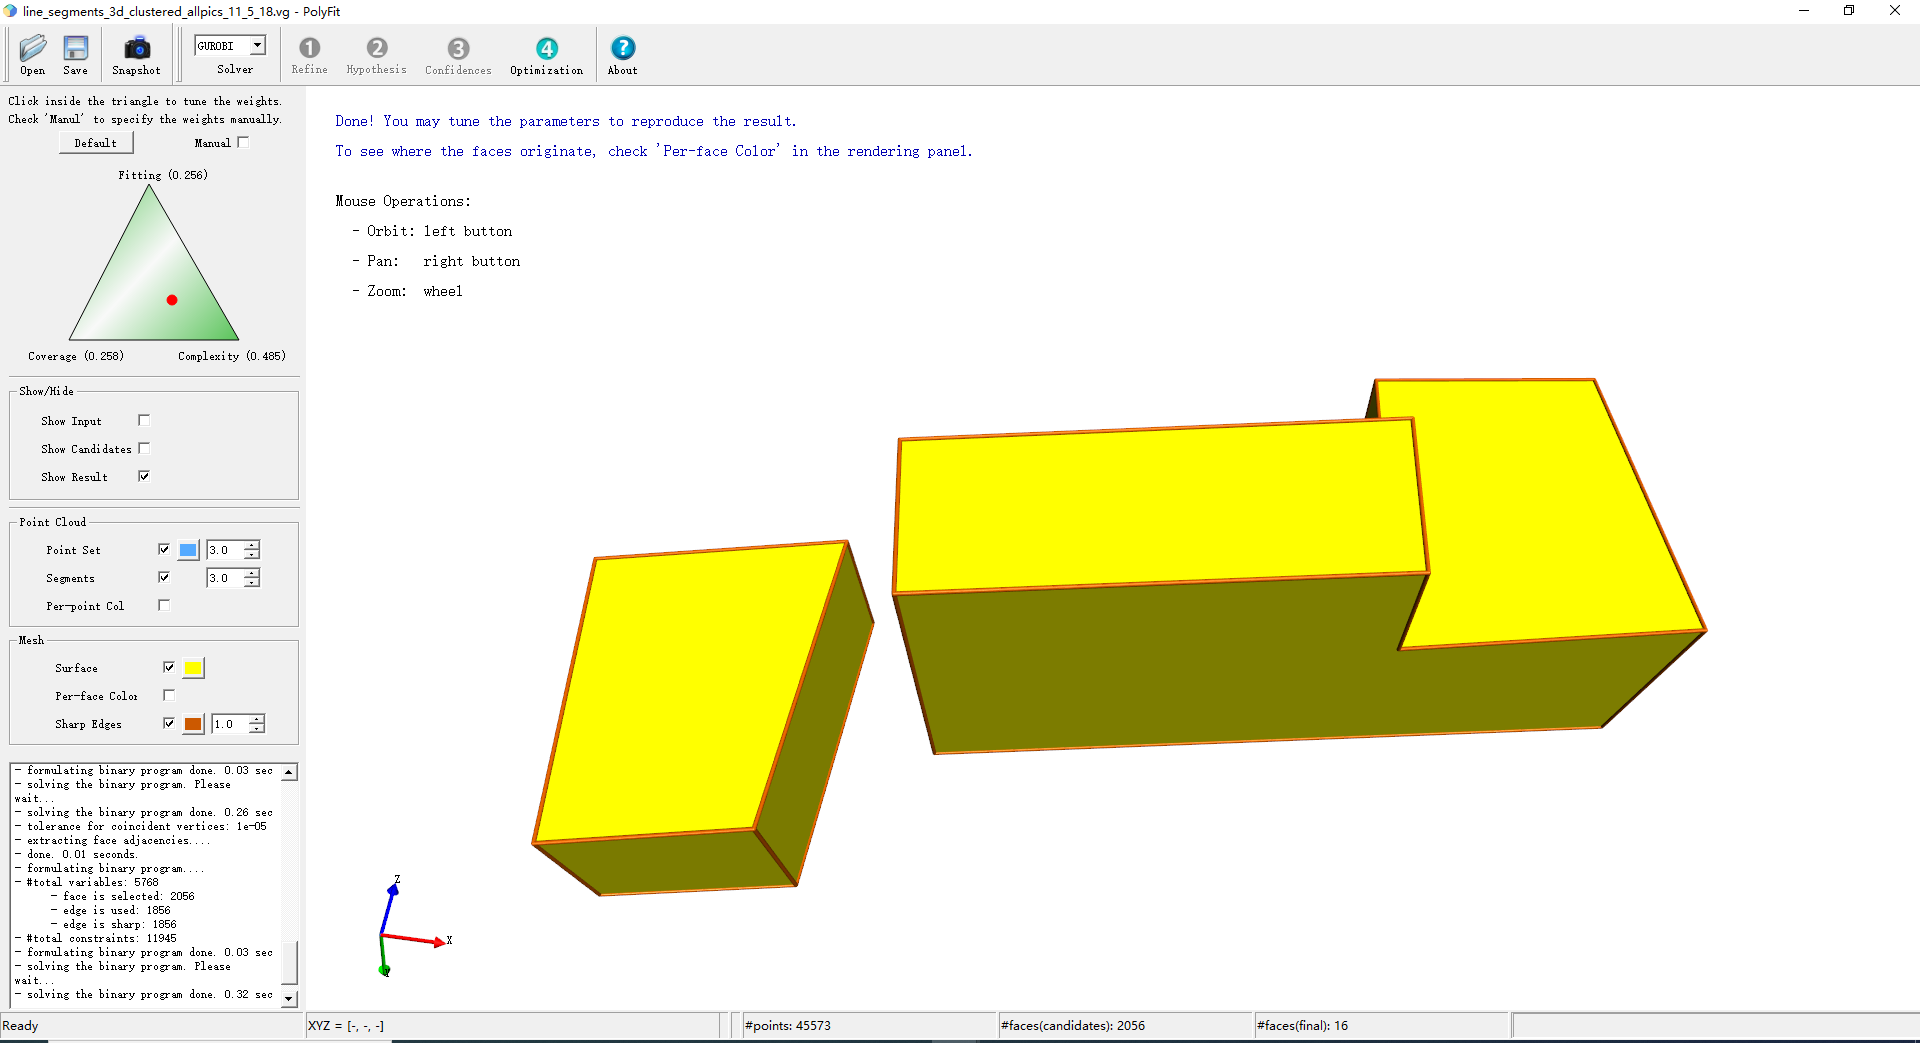 line_segments_3d_clustered_allpics_11_5_18.vg - PolyFit
Open
Save
Snapshot
GUROBI
Solver
1
Refine
2
Hypothesis
3
Confidences
4
Optimization
?
About
Click inside the triangle to tune the weights.
Check 'Manul' to specify the weights manually.
Default
Manual
Fitting (0.256)
Coverage (0.258)
Complexity (0.485)
Show/Hide
Show Input
Show Candidates
Show Result
Point Cloud
Point Set
3.0
Segments
3.0
Per-point Col
Mesh
Surface
Per-face Color
Sharp Edges
1.0
- formulating binary program done. 0.03 sec
- solving the binary program. Please
wait...
- solving the binary program done. 0.26 sec
- tolerance for coincident vertices: 1e-05
- extracting face adjacencies....
- done. 0.01 seconds.
- formulating binary program....
- #total variables: 5768
- face is selected: 2056
- edge is used: 1856
- edge is sharp: 1856
- #total constraints: 11945
- formulating binary program done. 0.03 sec
- solving the binary program. Please
wait...
- solving the binary program done. 0.32 sec
Done! You may tune the parameters to reproduce the result.
To see where the faces originate, check 'Per-face Color' in the rendering panel.
Mouse Operations:
- Orbit: left button
- Pan: right button
- Zoom: wheel
Z
X
Y
Ready
XYZ = [-, -, -]
#points: 45573
#faces(candidates): 2056
#faces(final): 16